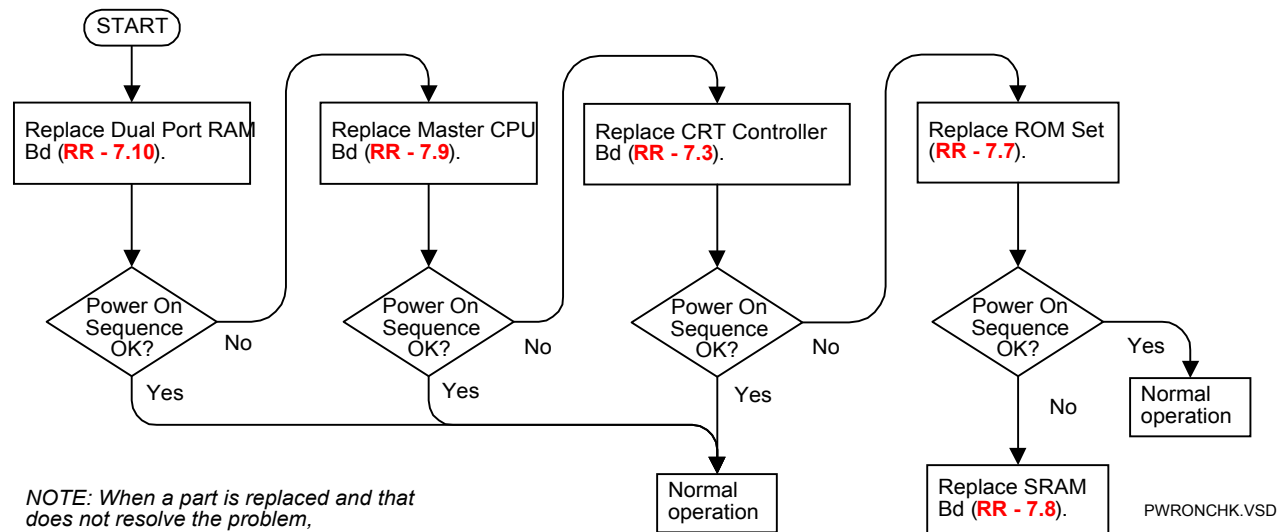 START
Replace Dual Port RAM
Bd (RR - 7.10).
Replace Master CPU
Bd (RR - 7.9).
Replace CRT Controller
Bd (RR - 7.3).
Replace ROM Set
(RR - 7.7).
Power On
Sequence
OK?
No
Yes
Power On
Sequence
OK?
No
Yes
Power On
Sequence
OK?
No
Yes
Power On
Sequence
OK?
Yes
No
Normal
operation
Normal
operation
Replace SRAM
Bd (RR - 7.8).
NOTE: When a part is replaced and that
does not resolve the problem,
PWRONCHK.VSD